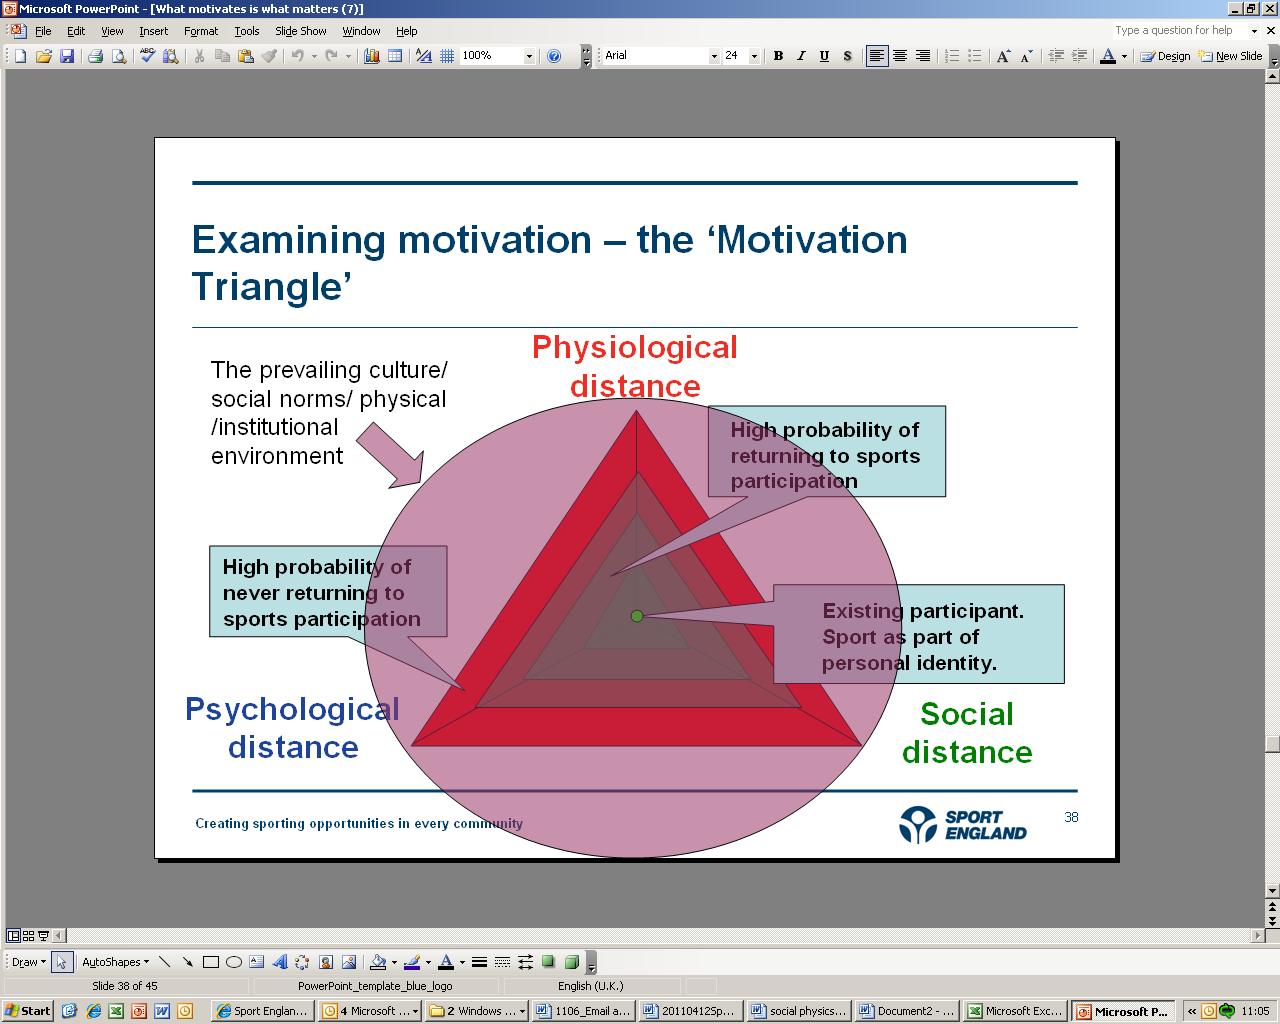 Microsoft PowerPoint - [What motivates is what matters (7)]
File Edit View Insert Format Tools Slide Show Window Help
Type a question for help
100%
Arial
24
B I U S
Design
New Slide
Examining motivation – the ‘Motivation
Triangle’
Physiological
distance
The prevailing culture/
social norms/ physical
/institutional
environment
High probability of
returning to sports
participation
High probability of
never returning to
sports participation
Existing participant.
Sport as part of
personal identity.
Psychological
distance
Social
distance
Creating sporting opportunities in every community
SPORT
ENGLAND
38
Draw
AutoShapes
Slide 38 of 45
PowerPoint_template_blue_logo
English (U.K.)
Start
Sport Englan...
4 Microsoft ...
2 Windows ...
1106_Email a...
20110412Sp...
social physics...
Document2 - ...
Microsoft Exc...
Microsoft P...
11:05